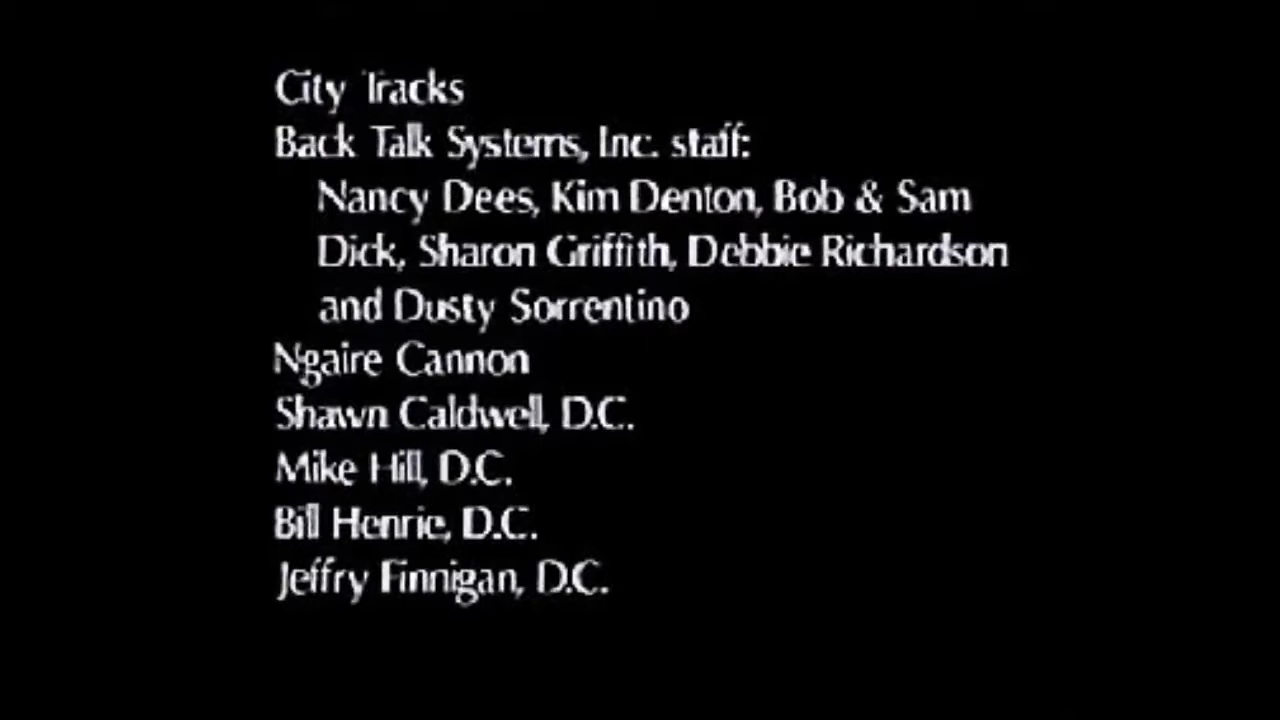 City Tracks
Back Talk Systems, Inc. staff:
Nancy Dees, Kim Denton, Bob & Sam
Dick, Sharon Griffith, Debbie Richardson
and Dusty Sorrentino
Ngaire Cannon
Shawn Caldwell, D.C.
Mike Hill, D.C.
Bill Henrie, D.C.
Jeffry Finnigan, D.C.